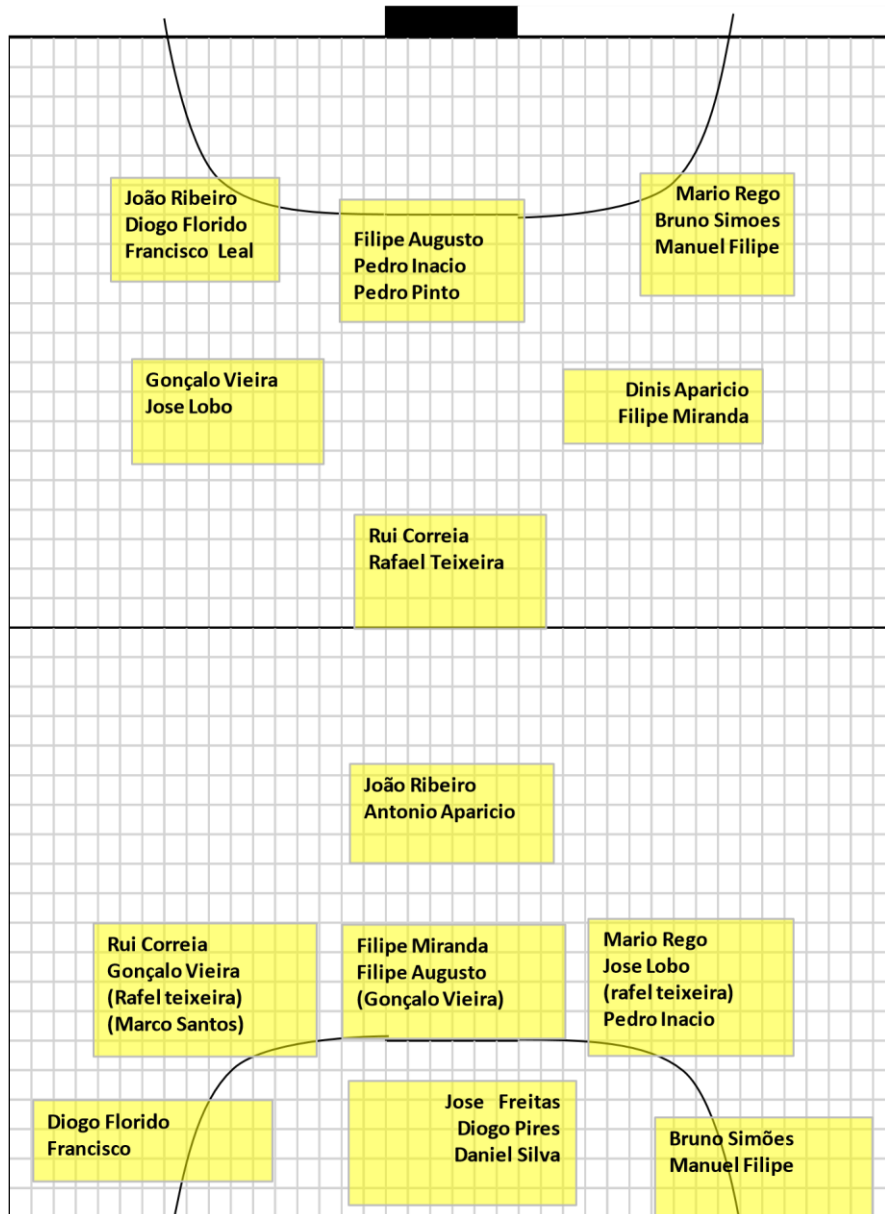 João Ribeiro
Diogo Florido
Francisco Leal
Filipe Augusto
Pedro Inacio
Pedro Pinto
Mario Rego
Bruno Simoes
Manuel Filipe
Gonçalo Vieira
Jose Lobo
Dinis Aparicio
Filipe Miranda
Rui Correia
Rafael Teixeira
João Ribeiro
Antonio Aparicio
Rui Correia
Gonçalo Vieira
(Rafel teixeira)
(Marco Santos)
Filipe Miranda
Filipe Augusto
(Gonçalo Vieira)
Mario Rego
Jose Lobo
(rafel teixeira)
Pedro Inacio
Diogo Florido
Francisco
Jose Freitas
Diogo Pires
Daniel Silva
Bruno Simões
Manuel Filipe